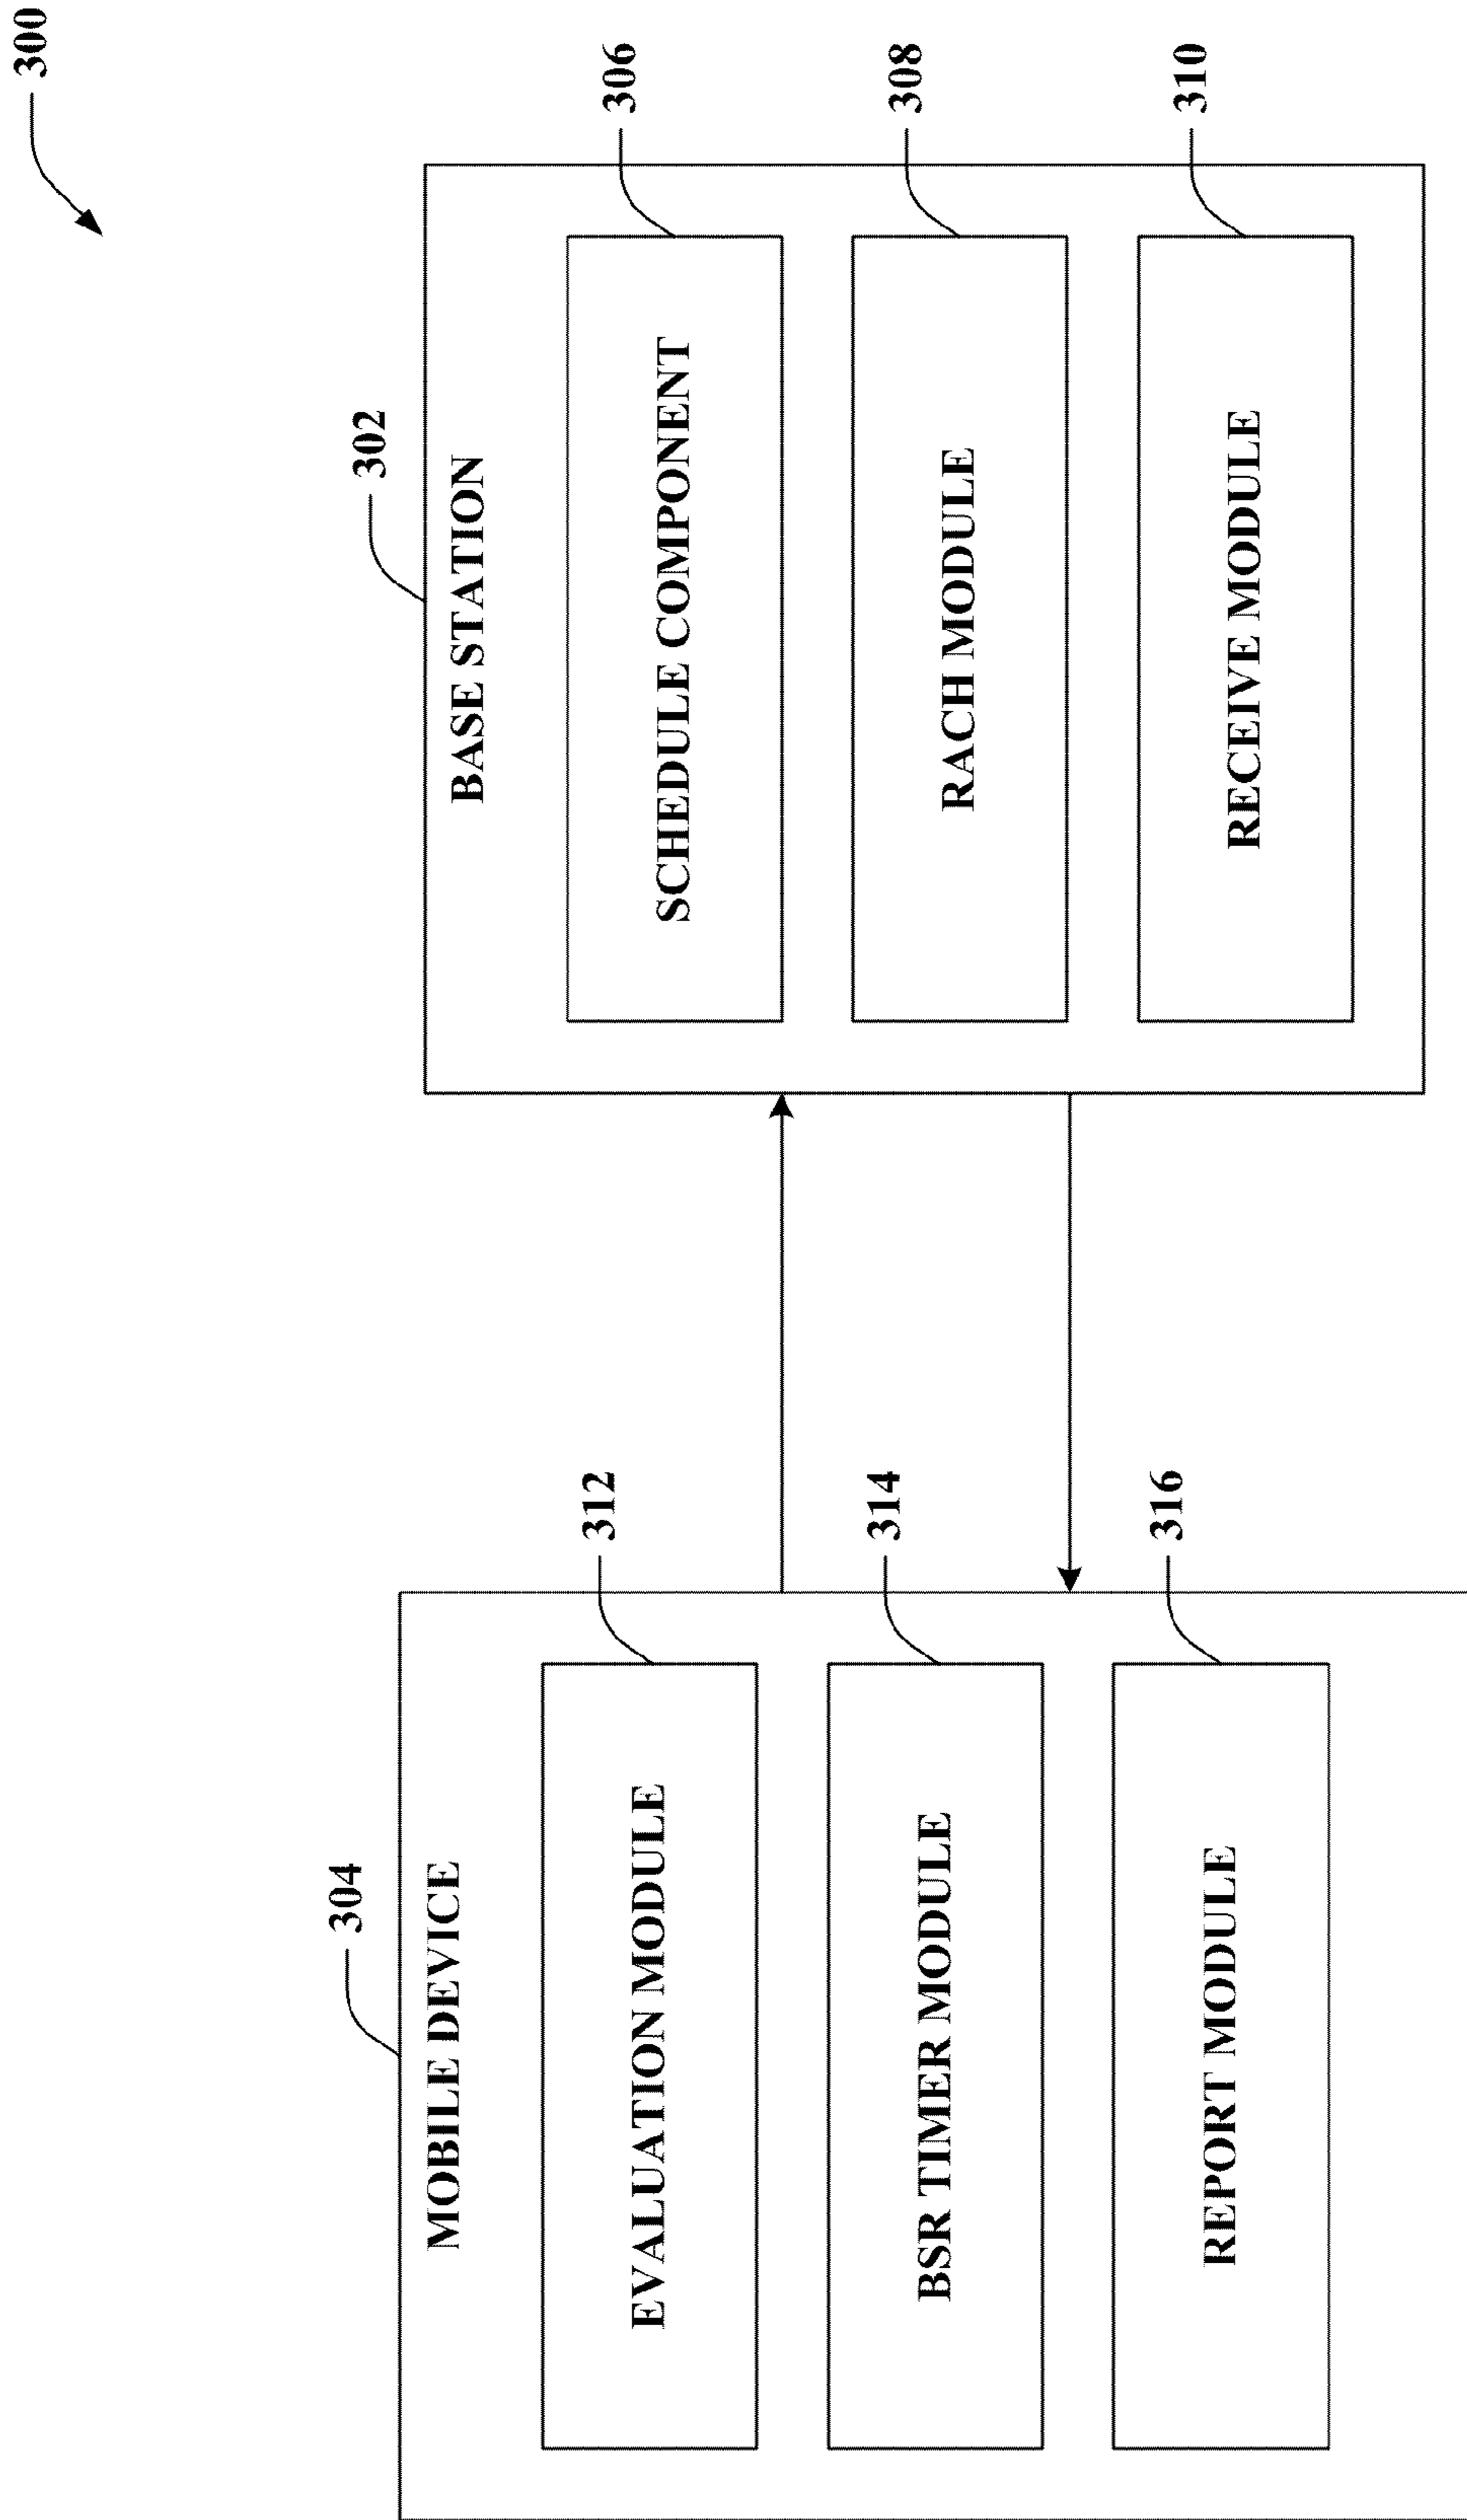 300
304
MOBILE DEVICE
312
EVALUATION MODULE
314
BSR TIMER MODULE
316
REPORT MODULE
302
BASE STATION
306
SCHEDULE COMPONENT
308
RACH MODULE
310
RECEIVE MODULE